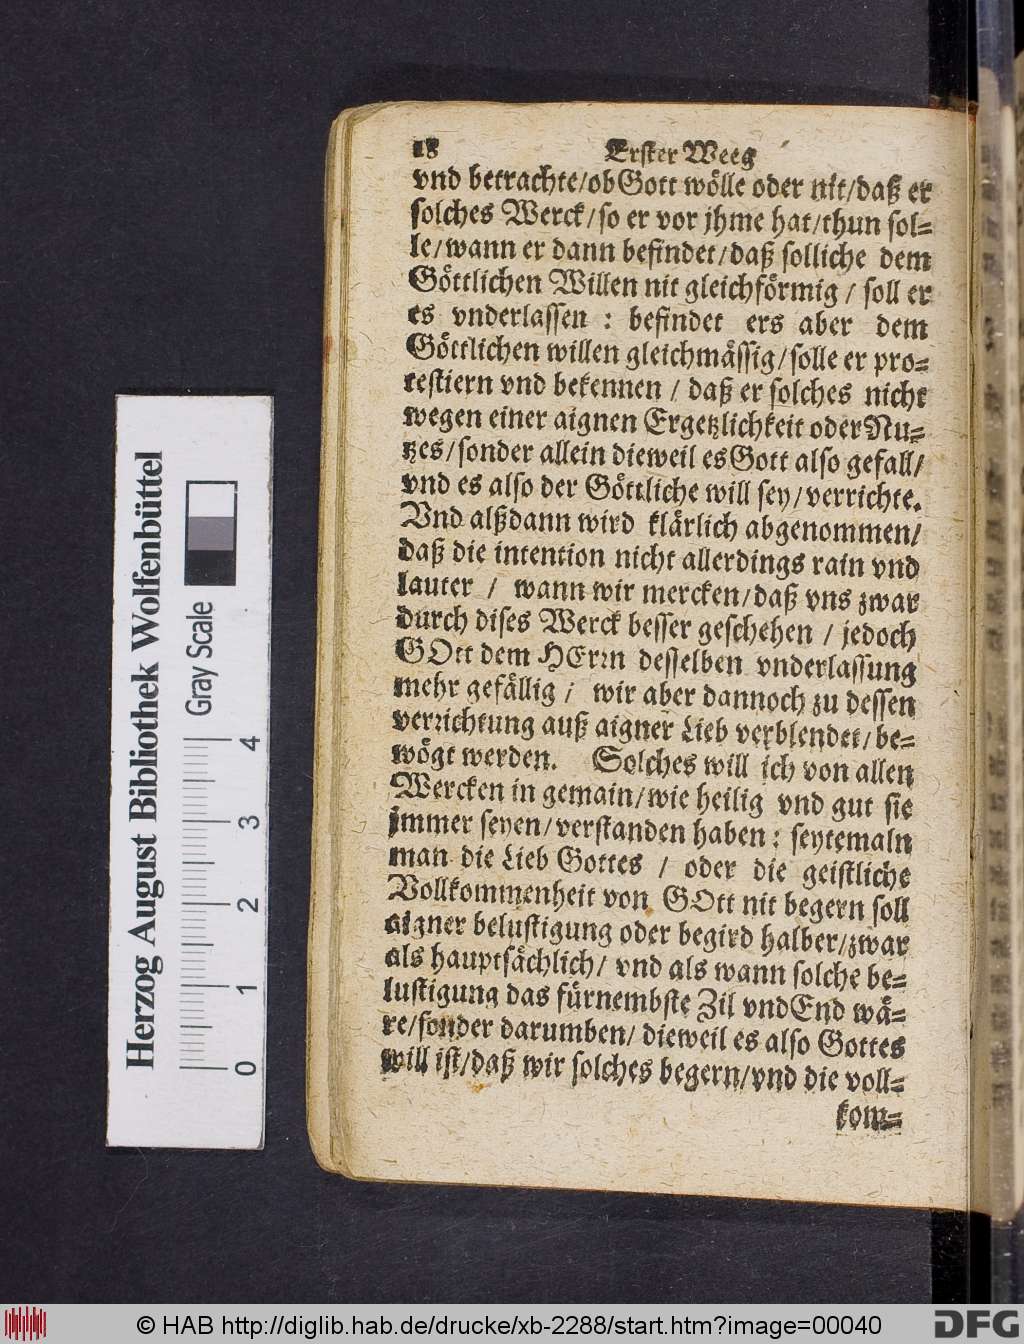 18 Erster Weeg
vnd betrachte/ob Gott wölle oder nit/daß er
solches Werck/so er vor jhme hat/thun sol=
le/wann er dann befindet/daß solliche dem
Göttlichen Willen nit gleichförmig / soll er
es vnderlassen : befindet ers aber dem
Göttlichen willen gleichmässig/solle er pro=
testiern vnd bekennen / daß er solches nicht
wegen einer aignen Ergetzlichkeit oder Nu=
tzes/sonder allein dieweil es Gott also gefall/
vnd es also der Göttliche will sey/verrichte.
Vnd alßdann wird klärlich abgenommen/
daß die intention nicht allerdings rain vnd
lauter / wann wir mercken/daß vns zwar
durch dises Werck besser geschehen / jedoch
GOtt dem HErrn desselben vnderlassung
mehr gefällig / wir aber dannoch zu dessen
verrichtung auß aigner Lieb verblendet/be=
wögt werden. Solches will ich von allen
Wercken in gemain/wie heilig vnd gut sie
jmmer seyen/verstanden haben : seytemaln
man die Lieb Gottes / oder die geistliche
Vollkommenheit von GOtt nit begern soll
aigner belustigung oder begird halber/zwar
als hauptsächlich/ vnd als wann solche be=
lustigung das fürnembste Zil vnd End wä=
re/sonder darumben/ dieweil es also Gottes
will ist/daß wir solches begern/vnd die voll=
kom=
Herzog August Bibliothek Wolfenbüttel
Gray Scale
0 1 2 3 4
© HAB http://diglib.hab.de/drucke/xb-2288/start.htm?image=00040
DFG